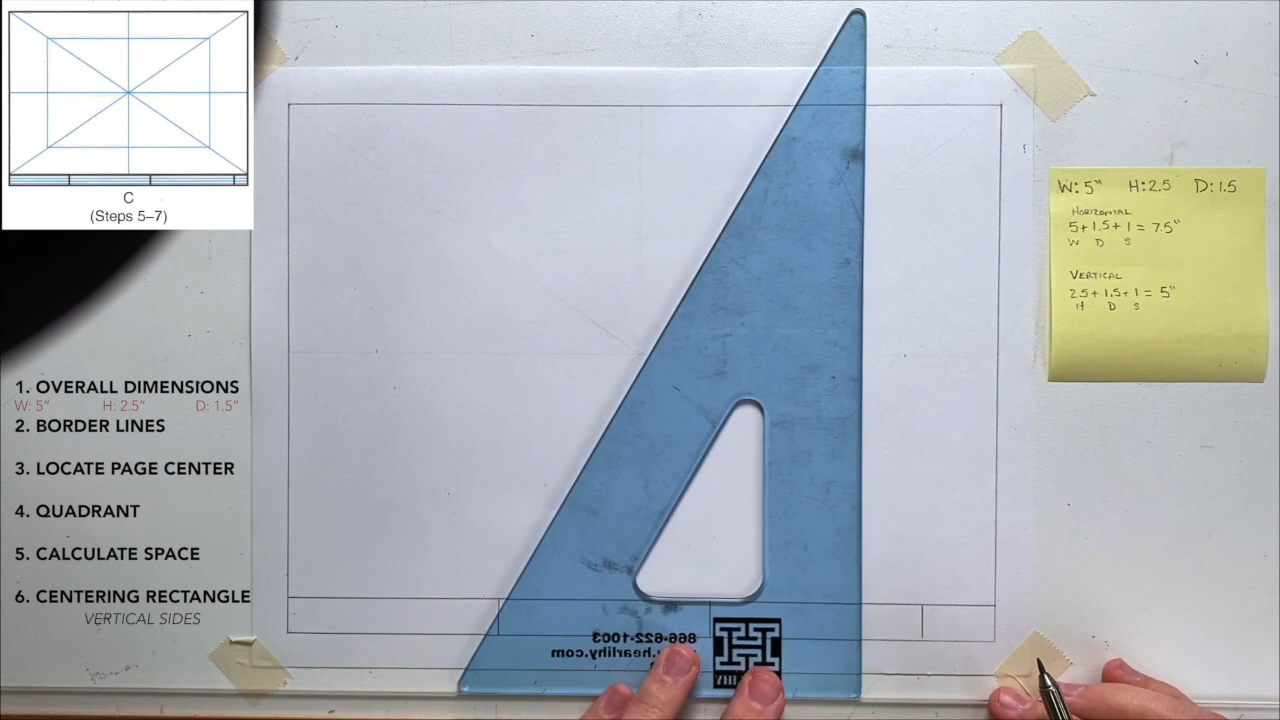 C
(Steps 5–7)
W: 5" H: 2.5 D: 1.5
HORIZONTAL
5 + 1.5 + 1 = 7.5"
W D S
VERTICAL
2.5 + 1.5 + 1 = 5"
H D S
1. OVERALL DIMENSIONS
W: 5" H: 2.5" D: 1.5"
2. BORDER LINES
3. LOCATE PAGE CENTER
4. QUADRANT
5. CALCULATE SPACE
6. CENTERING RECTANGLE
VERTICAL SIDES
866-622-1003
.hearlihy.com